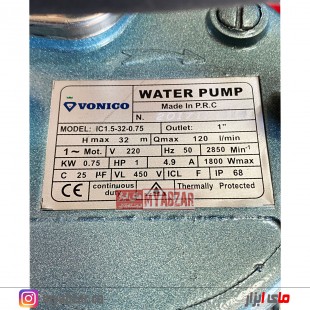 VONICO
WATER PUMP
Made In P.R.C
N.
MODEL: IC1.5-32-0.75 Outlet: 1"
H max 32 m Qmax 120 l/min
1~ Mot. V 220 Hz 50 2850 Min⁻¹
KW 0.75 HP 1 4.9 A 1800 Wmax
C 25 µF VL 450 V ICL F IP 68
CE continuous duty Thermally Protected
MYABZAR
مای ابزار